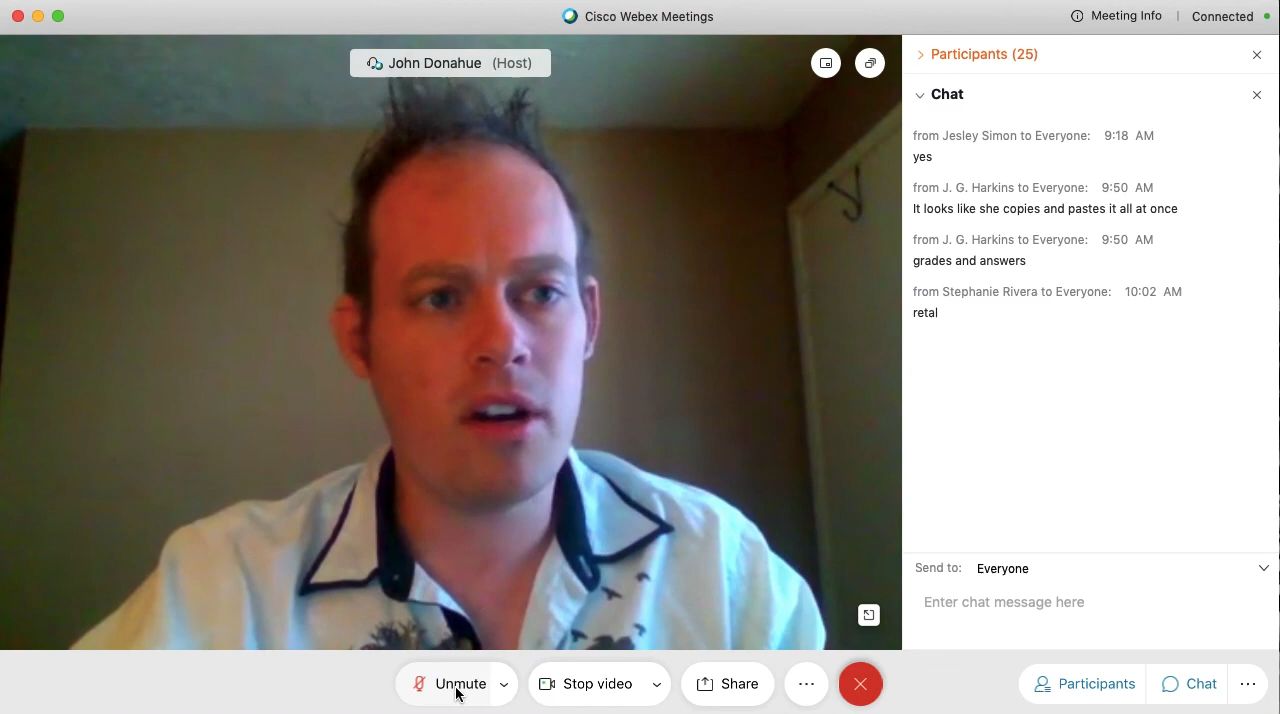 Cisco Webex Meetings
Meeting Info
Connected
John Donahue (Host)
Participants (25)
Chat
from Jesley Simon to Everyone: 9:18 AM
yes
from J. G. Harkins to Everyone: 9:50 AM
It looks like she copies and pastes it all at once
from J. G. Harkins to Everyone: 9:50 AM
grades and answers
from Stephanie Rivera to Everyone: 10:02 AM
retal
Send to: Everyone
Enter chat message here
Unmute
Stop video
Share
Participants
Chat